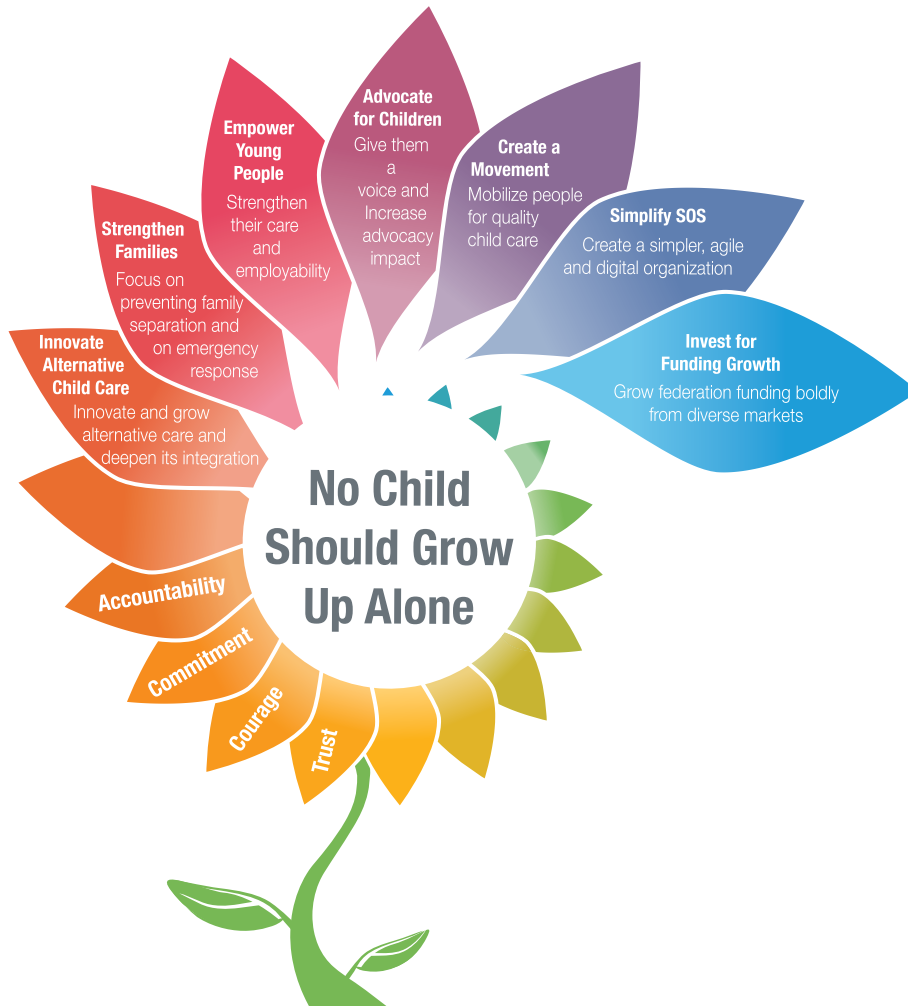 Innovate
Alternative
Child Care
Innovate and grow
alternative care and
deepen its integration
Strengthen
Families
Focus on
preventing family
separation and
on emergency
response
Empower
Young
People
Strengthen
their care
and
employability
Advocate
for Children
Give them
a
voice and
Increase
advocacy
impact
Create a
Movement
Mobilize people
for quality
child care
Simplify SOS
Create a simpler, agile
and digital organization
Invest for
Funding Growth
Grow federation funding boldly
from diverse markets
No Child
Should Grow
Up Alone
Accountability
Commitment
Courage
Trust